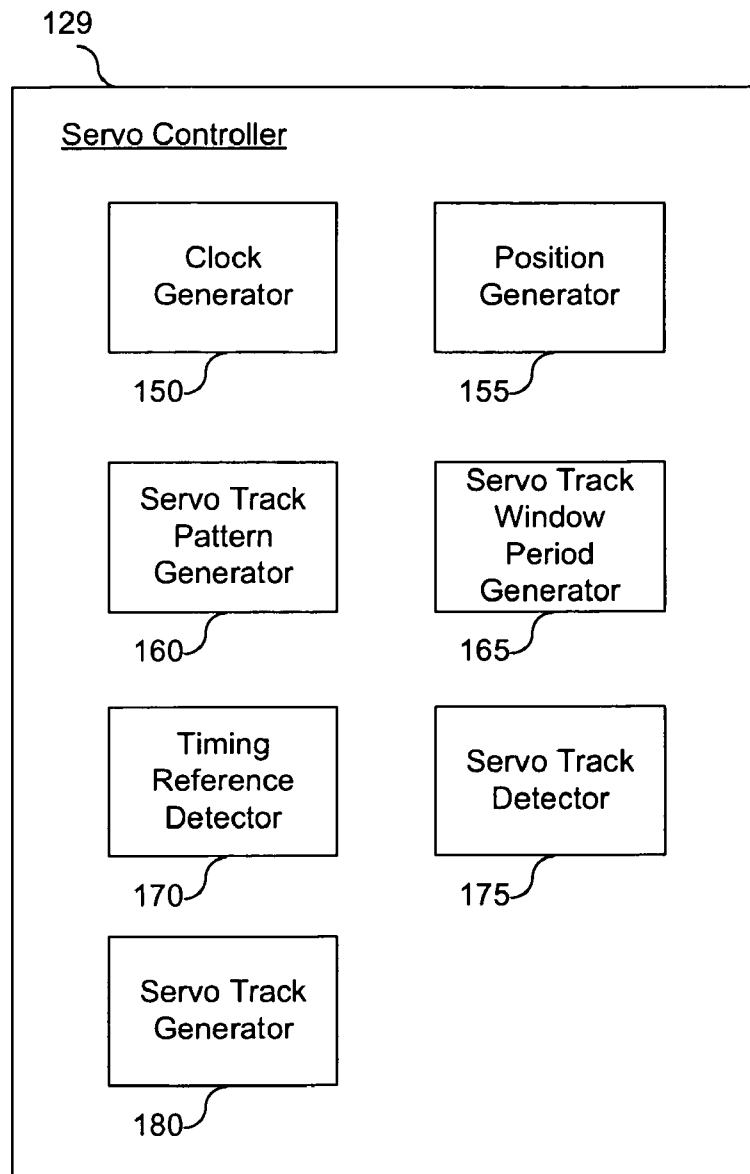 129
Servo Controller
Clock
Generator
150
Position
Generator
155
Servo Track
Pattern
Generator
160
Servo Track
Window
Period
Generator
165
Timing
Reference
Detector
170
Servo Track
Detector
175
Servo Track
Generator
180